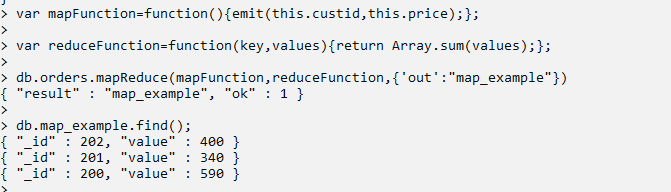 > var mapFunction=function(){emit(this.custid,this.price);};
>
> var reduceFunction=function(key,values){return Array.sum(values);};
>
> db.orders.mapReduce(mapFunction,reduceFunction,{'out':"map_example"})
{ "result" : "map_example", "ok" : 1 }
>
> db.map_example.find();
{ "_id" : 202, "value" : 400 }
{ "_id" : 201, "value" : 340 }
{ "_id" : 200, "value" : 590 }
>